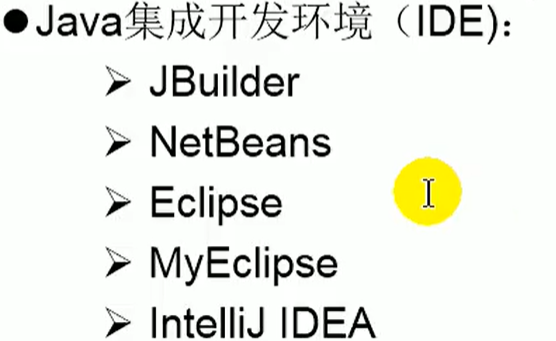 ●Java集成开发环境（IDE):
➢ JBuilder
➢ NetBeans
➢ Eclipse
➢ MyEclipse
➢ IntelliJ IDEA